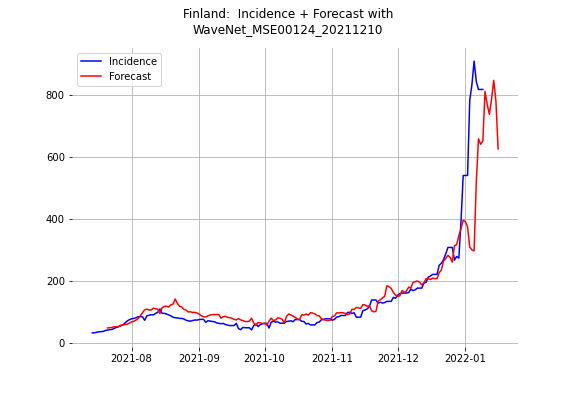 Finland:  Incidence + Forecast with
WaveNet_MSE00124_20211210
Incidence
Forecast
800
600
400
200
0
2021-08
2021-09
2021-10
2021-11
2021-12
2022-01